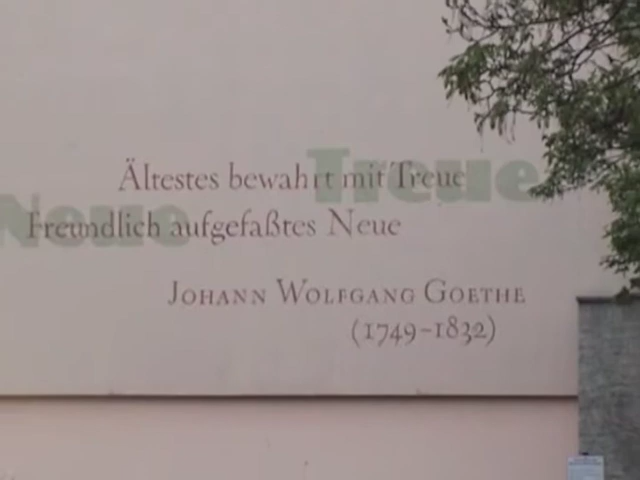 Treue
Ältestes bewahrt mit Treue
Neue
Freundlich aufgefaßtes Neue
JOHANN WOLFGANG GOETHE
(1749-1832)